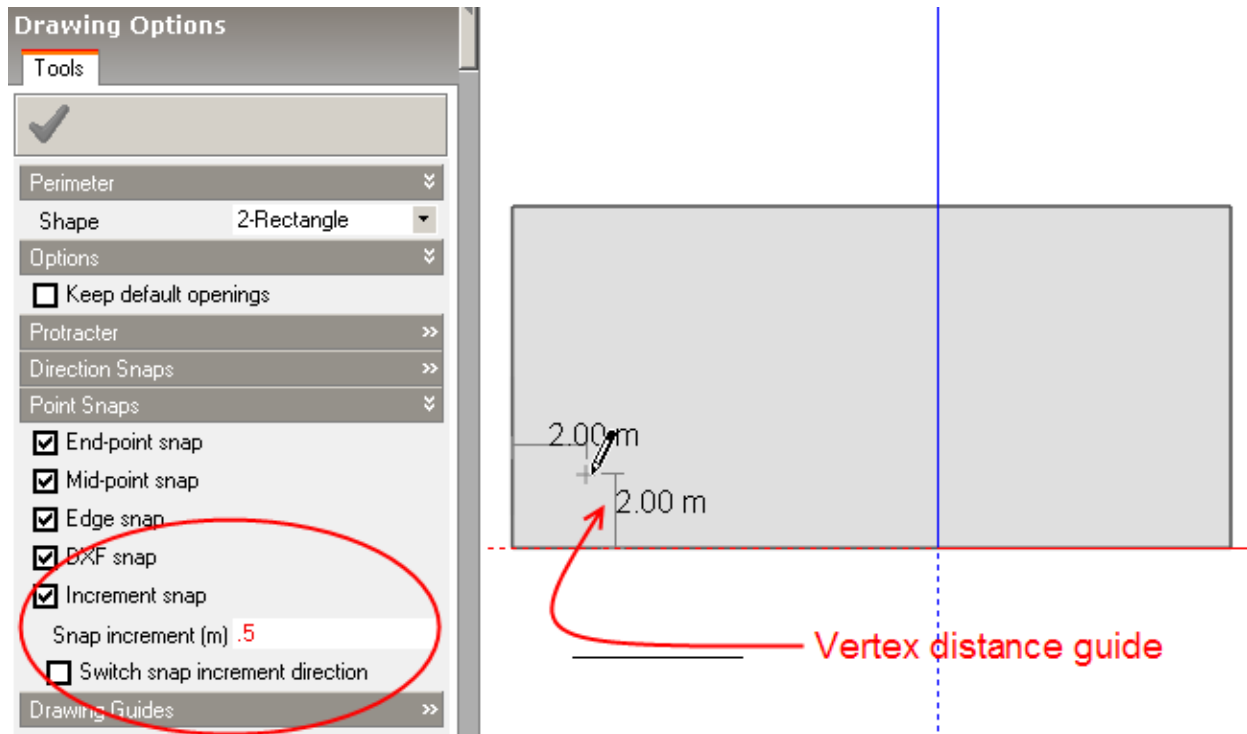 Drawing Options
Tools
Perimeter
Shape 2-Rectangle
Options
Keep default openings
Protracter
Direction Snaps
Point Snaps
End-point snap
Mid-point snap
Edge snap
DXF snap
Increment snap
Snap increment (m) .5
Switch snap increment direction
Drawing Guides
2.00 m
2.00 m
Vertex distance guide